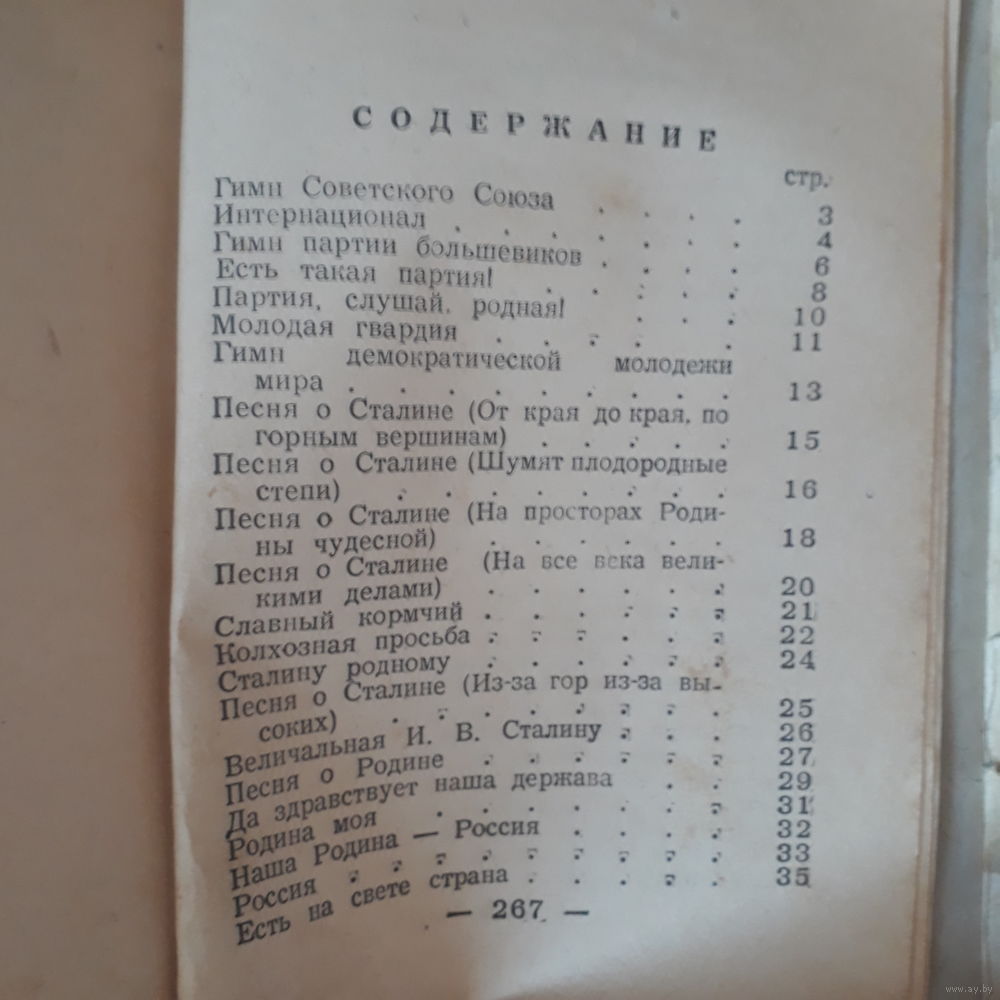 СОДЕРЖАНИЕ
стр.
Гимн Советского Союза . . . . 3
Интернационал . . . . . . . 4
Гимн партии большевиков . . . . 6
Есть такая партия! . . . . . 8
Партия, слушай, родная! . . . 10
Молодая гвардия . . . . . . 11
Гимн демократической молодежи
мира . . . . . . . . . 13
Песня о Сталине (От края до края, по
горным вершинам) . . . . . 15
Песня о Сталине (Шумят плодородные
степи) . . . . . . . . 16
Песня о Сталине (На просторах Роди-
ны чудесной) . . . . . . 18
Песня о Сталине (На все века вели-
кими делами) . . . . . . 20
Славный кормчий . . . . . . 21
Колхозная просьба . . . . . . 22
Сталину родному . . . . . . 24
Песня о Сталине (Из-за гор из-за вы-
соких) . . . . . . . . 25
Величальная И. В. Сталину . . . 26
Песня о Родине . . . . . . 27
Да здравствует наша держава . . 29
Родина моя . . . . . . . 31
Наша Родина — Россия . . . . 32
Россия . . . . . . . . . 33
Есть на свете страна . . . . . 35
— 267 —
www.ay.by